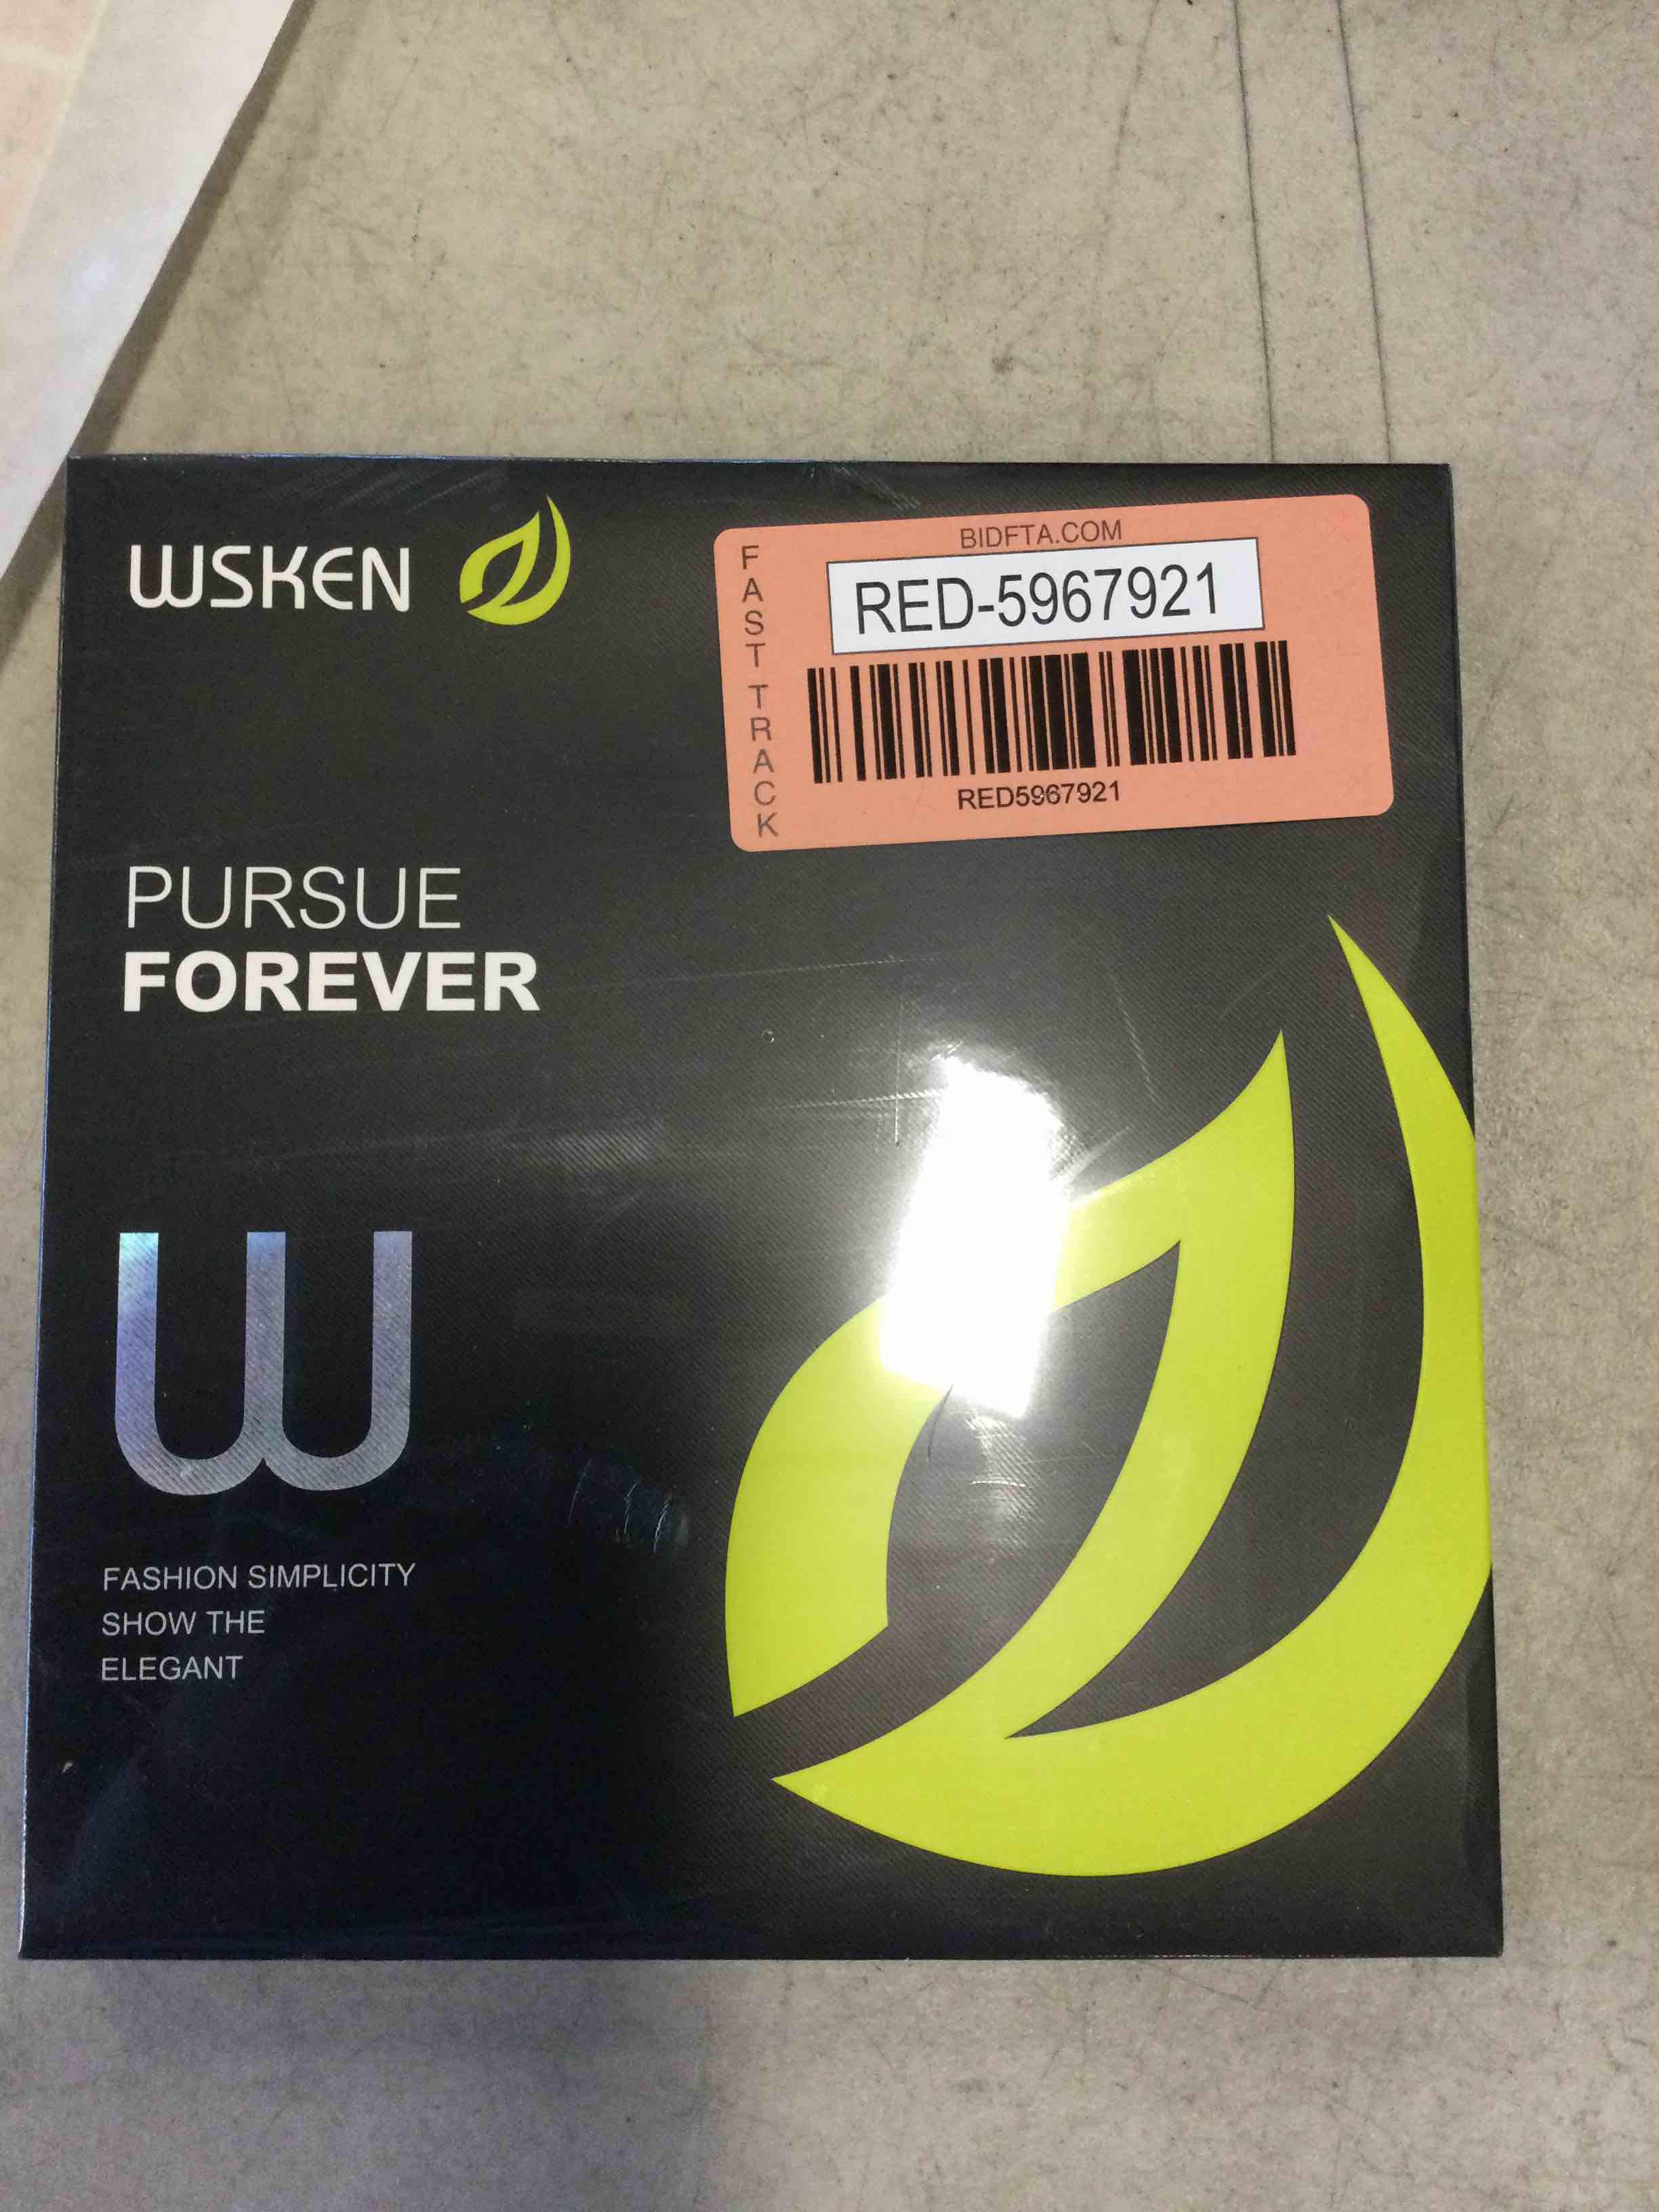 WSKEN
BIDFTA.COM
FAST TRACK
RED-5967921
RED5967921
PURSUE
FOREVER
W
FASHION SIMPLICITY
SHOW THE
ELEGANT